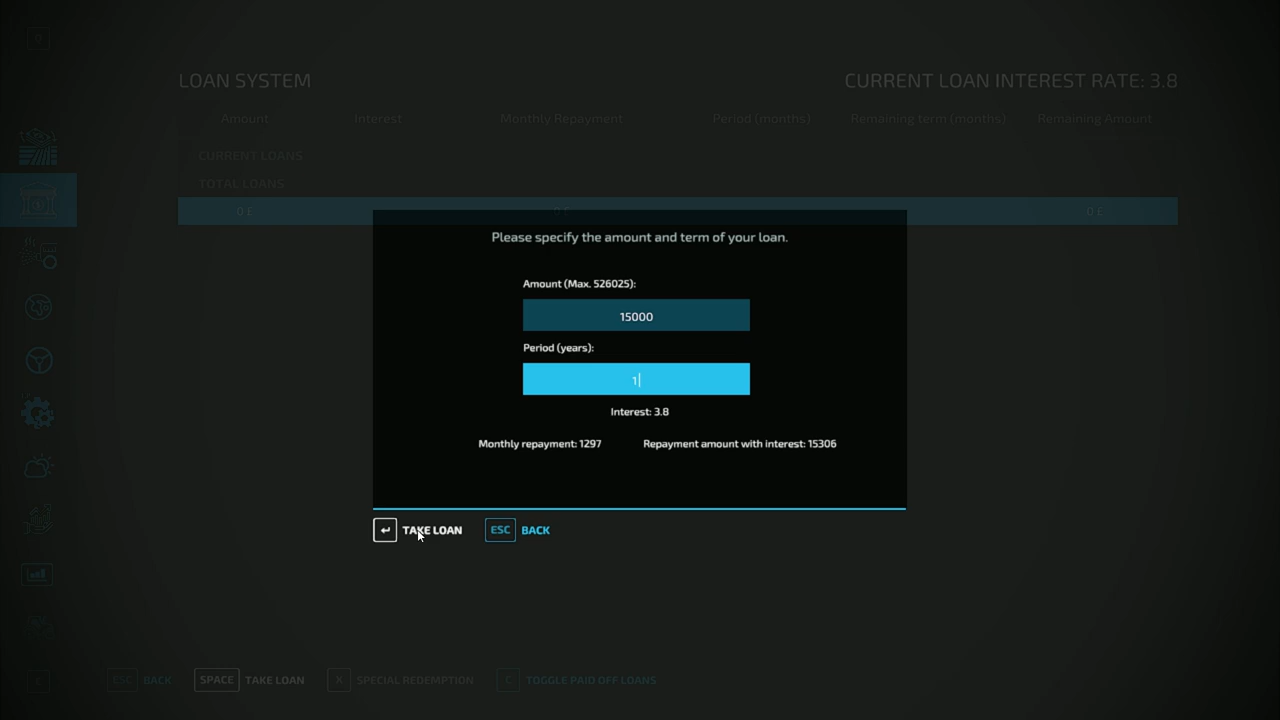 LOAN SYSTEM
CURRENT LOAN INTEREST RATE: 3.8
Amount Interest Monthly Repayment Period (months) Remaining term (months) Remaining Amount
CURRENT LOANS
TOTAL LOANS
0 £ 0 £ 0 £
Please specify the amount and term of your loan.
Amount (Max. 526025):
15000
Period (years):
1
Interest: 3.8
Monthly repayment: 1297 Repayment amount with interest: 15306
TAKE LOAN ESC BACK
ESC BACK SPACE TAKE LOAN X SPECIAL REDEMPTION C TOGGLE PAID OFF LOANS